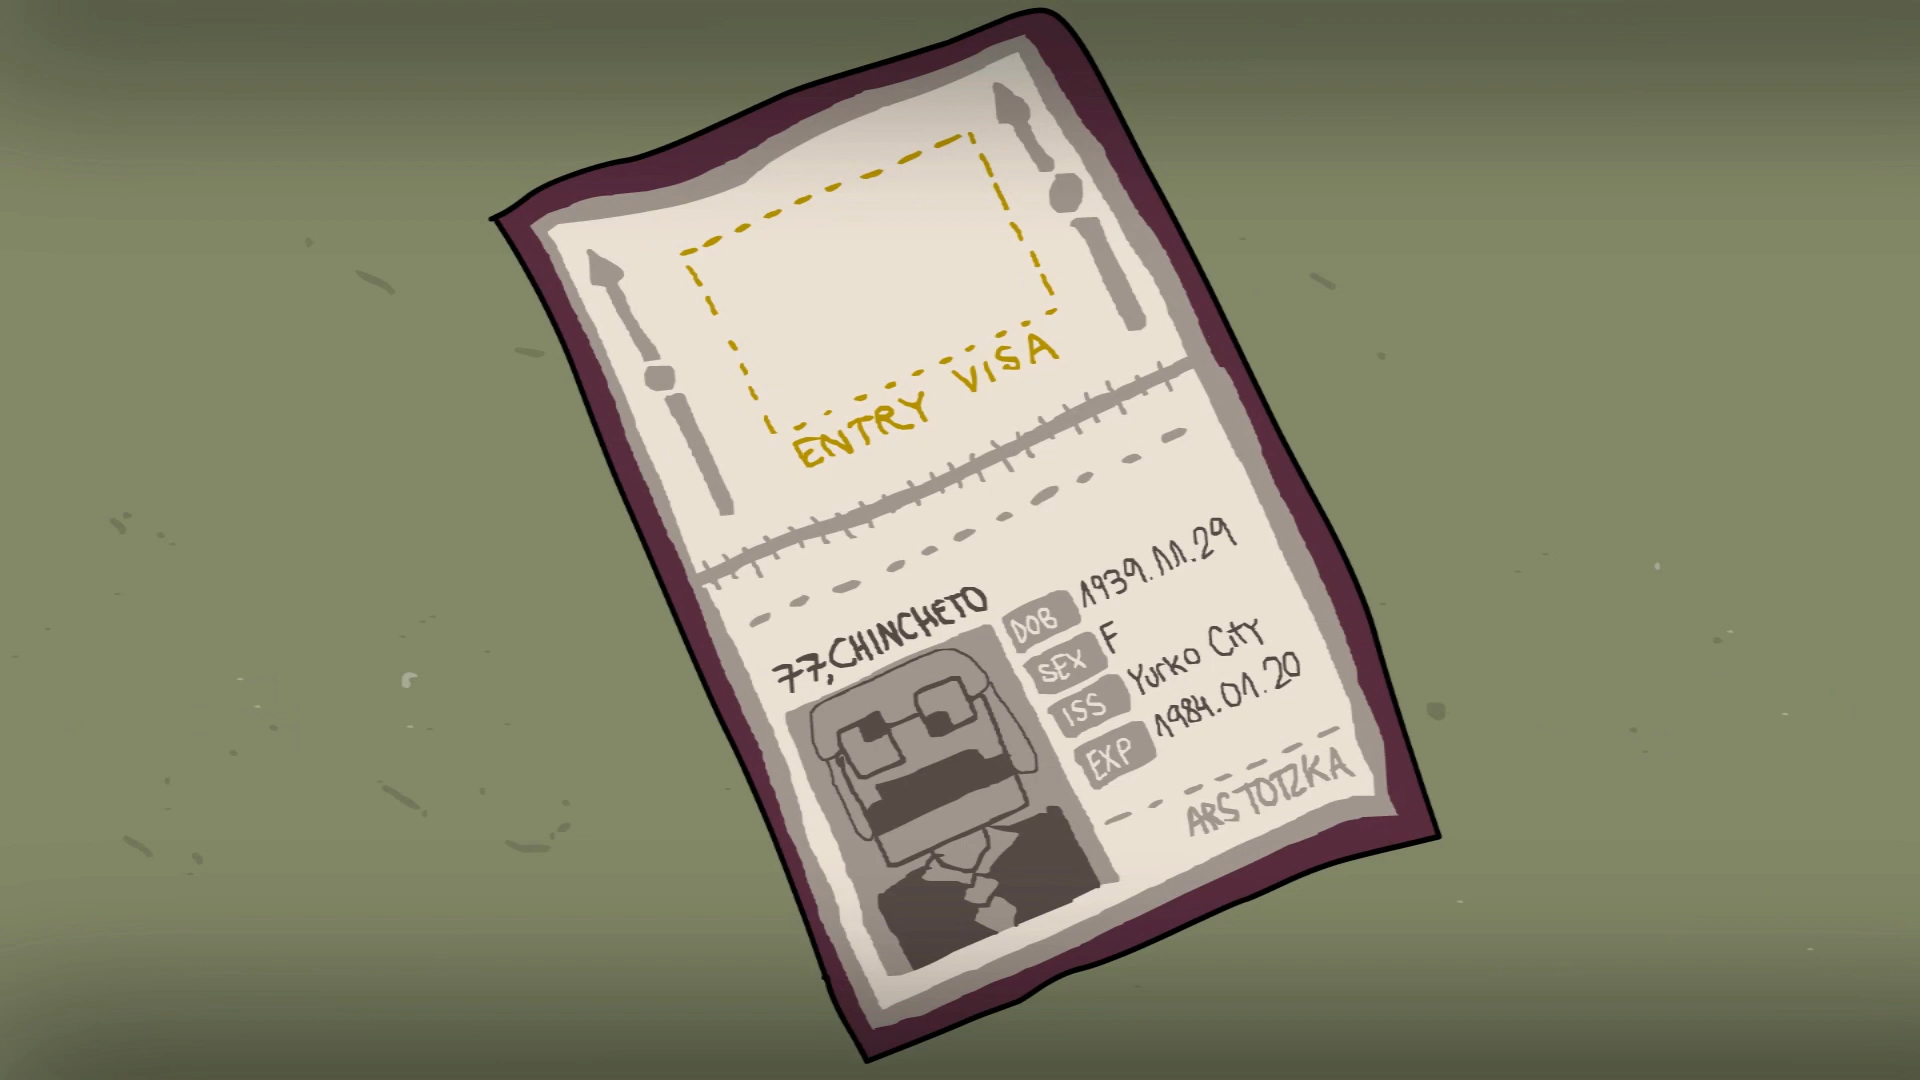 ENTRY VISA
77,CHINCHETO
DOB 1939.11.29
SEX F
ISS Yurko City
EXP 1984.01.20
ARSTOTZKA